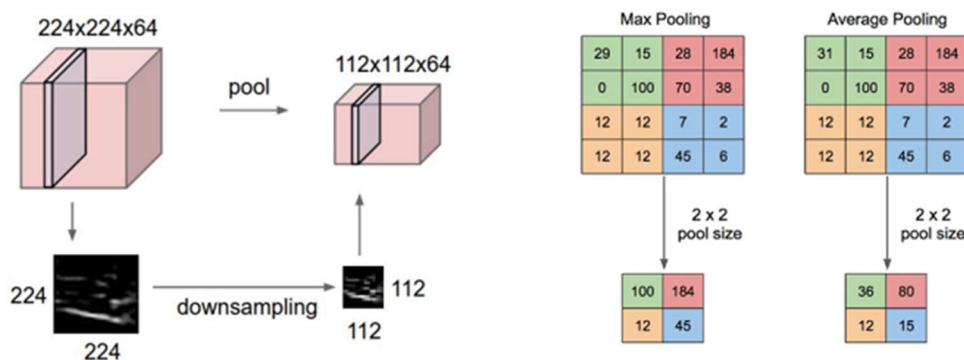 224x224x64
pool
112x112x64
224
224
downsampling
112
112
Max Pooling
29 15 28 184
0 100 70 38
12 12 7 2
12 12 45 6
2 x 2
pool size
100 184
12 45
Average Pooling
31 15 28 184
0 100 70 38
12 12 7 2
12 12 45 6
2 x 2
pool size
36 80
12 15